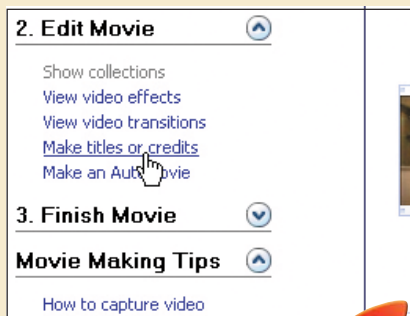 2. Edit Movie
Show collections
View video effects
View video transitions
Make titles or credits
Make an AutoMovie
3. Finish Movie
Movie Making Tips
How to capture video